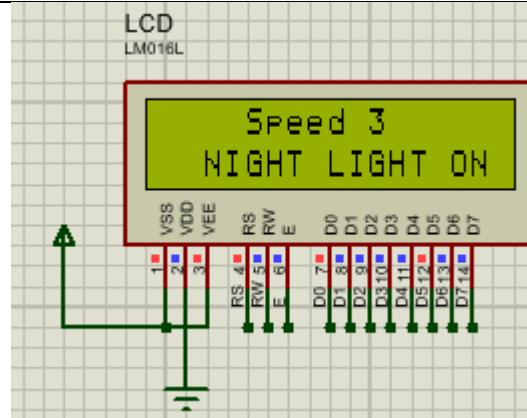 LCD
LM016L
Speed 3
NIGHT LIGHT ON
VSS VDD VEE RS RW E D0 D1 D2 D3 D4 D5 D6 D7
1 2 3 4 5 6 7 8 9 10 11 12 13 14
RS RW E D0 D1 D2 D3 D4 D5 D6 D7